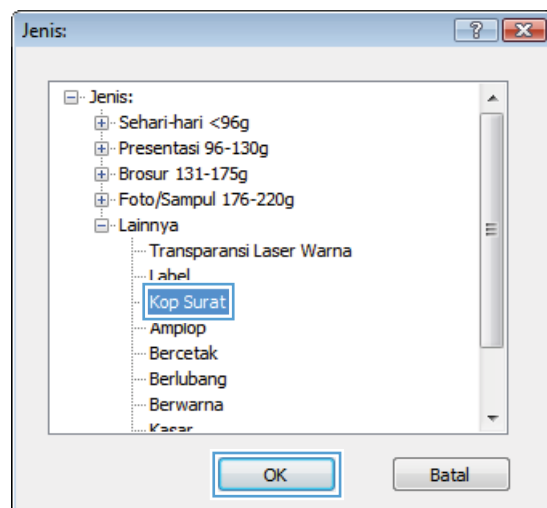 Jenis:
Jenis:
Sehari-hari <96g
Presentasi 96-130g
Brosur 131-175g
Foto/Sampul 176-220g
Lainnya
Transparansi Laser Warna
Label
Kop Surat
Amplop
Bercetak
Berlubang
Berwarna
Kasar
OK
Batal